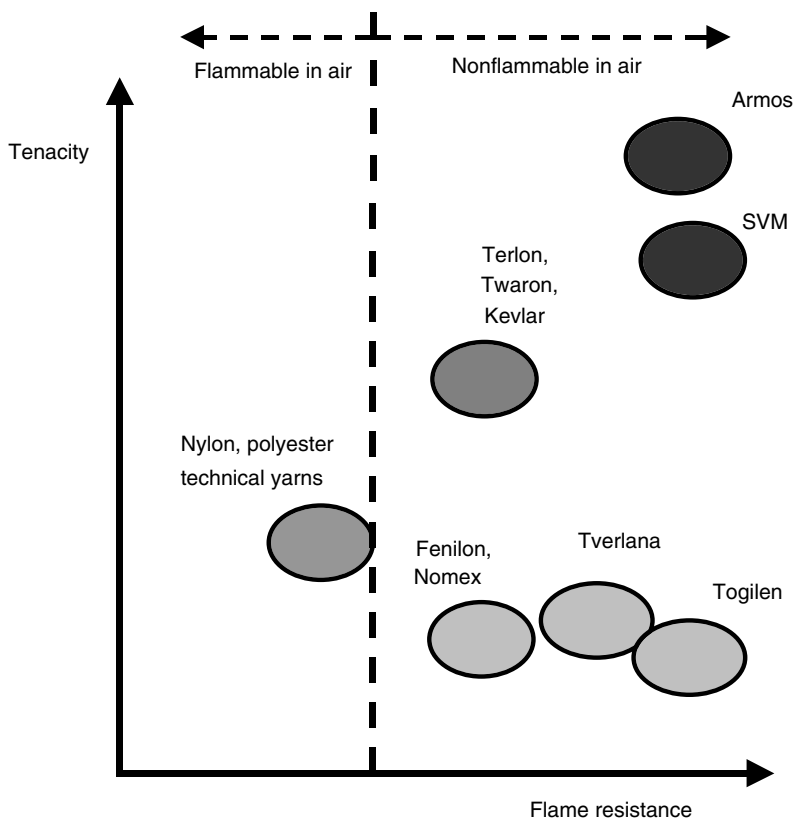 Flammable in air
Nonflammable in air
Armos
Tenacity
SVM
Terlon,
Twaron,
Kevlar
Nylon, polyester
technical yarns
Fenilon,
Nomex
Tverlana
Togilen
Flame resistance